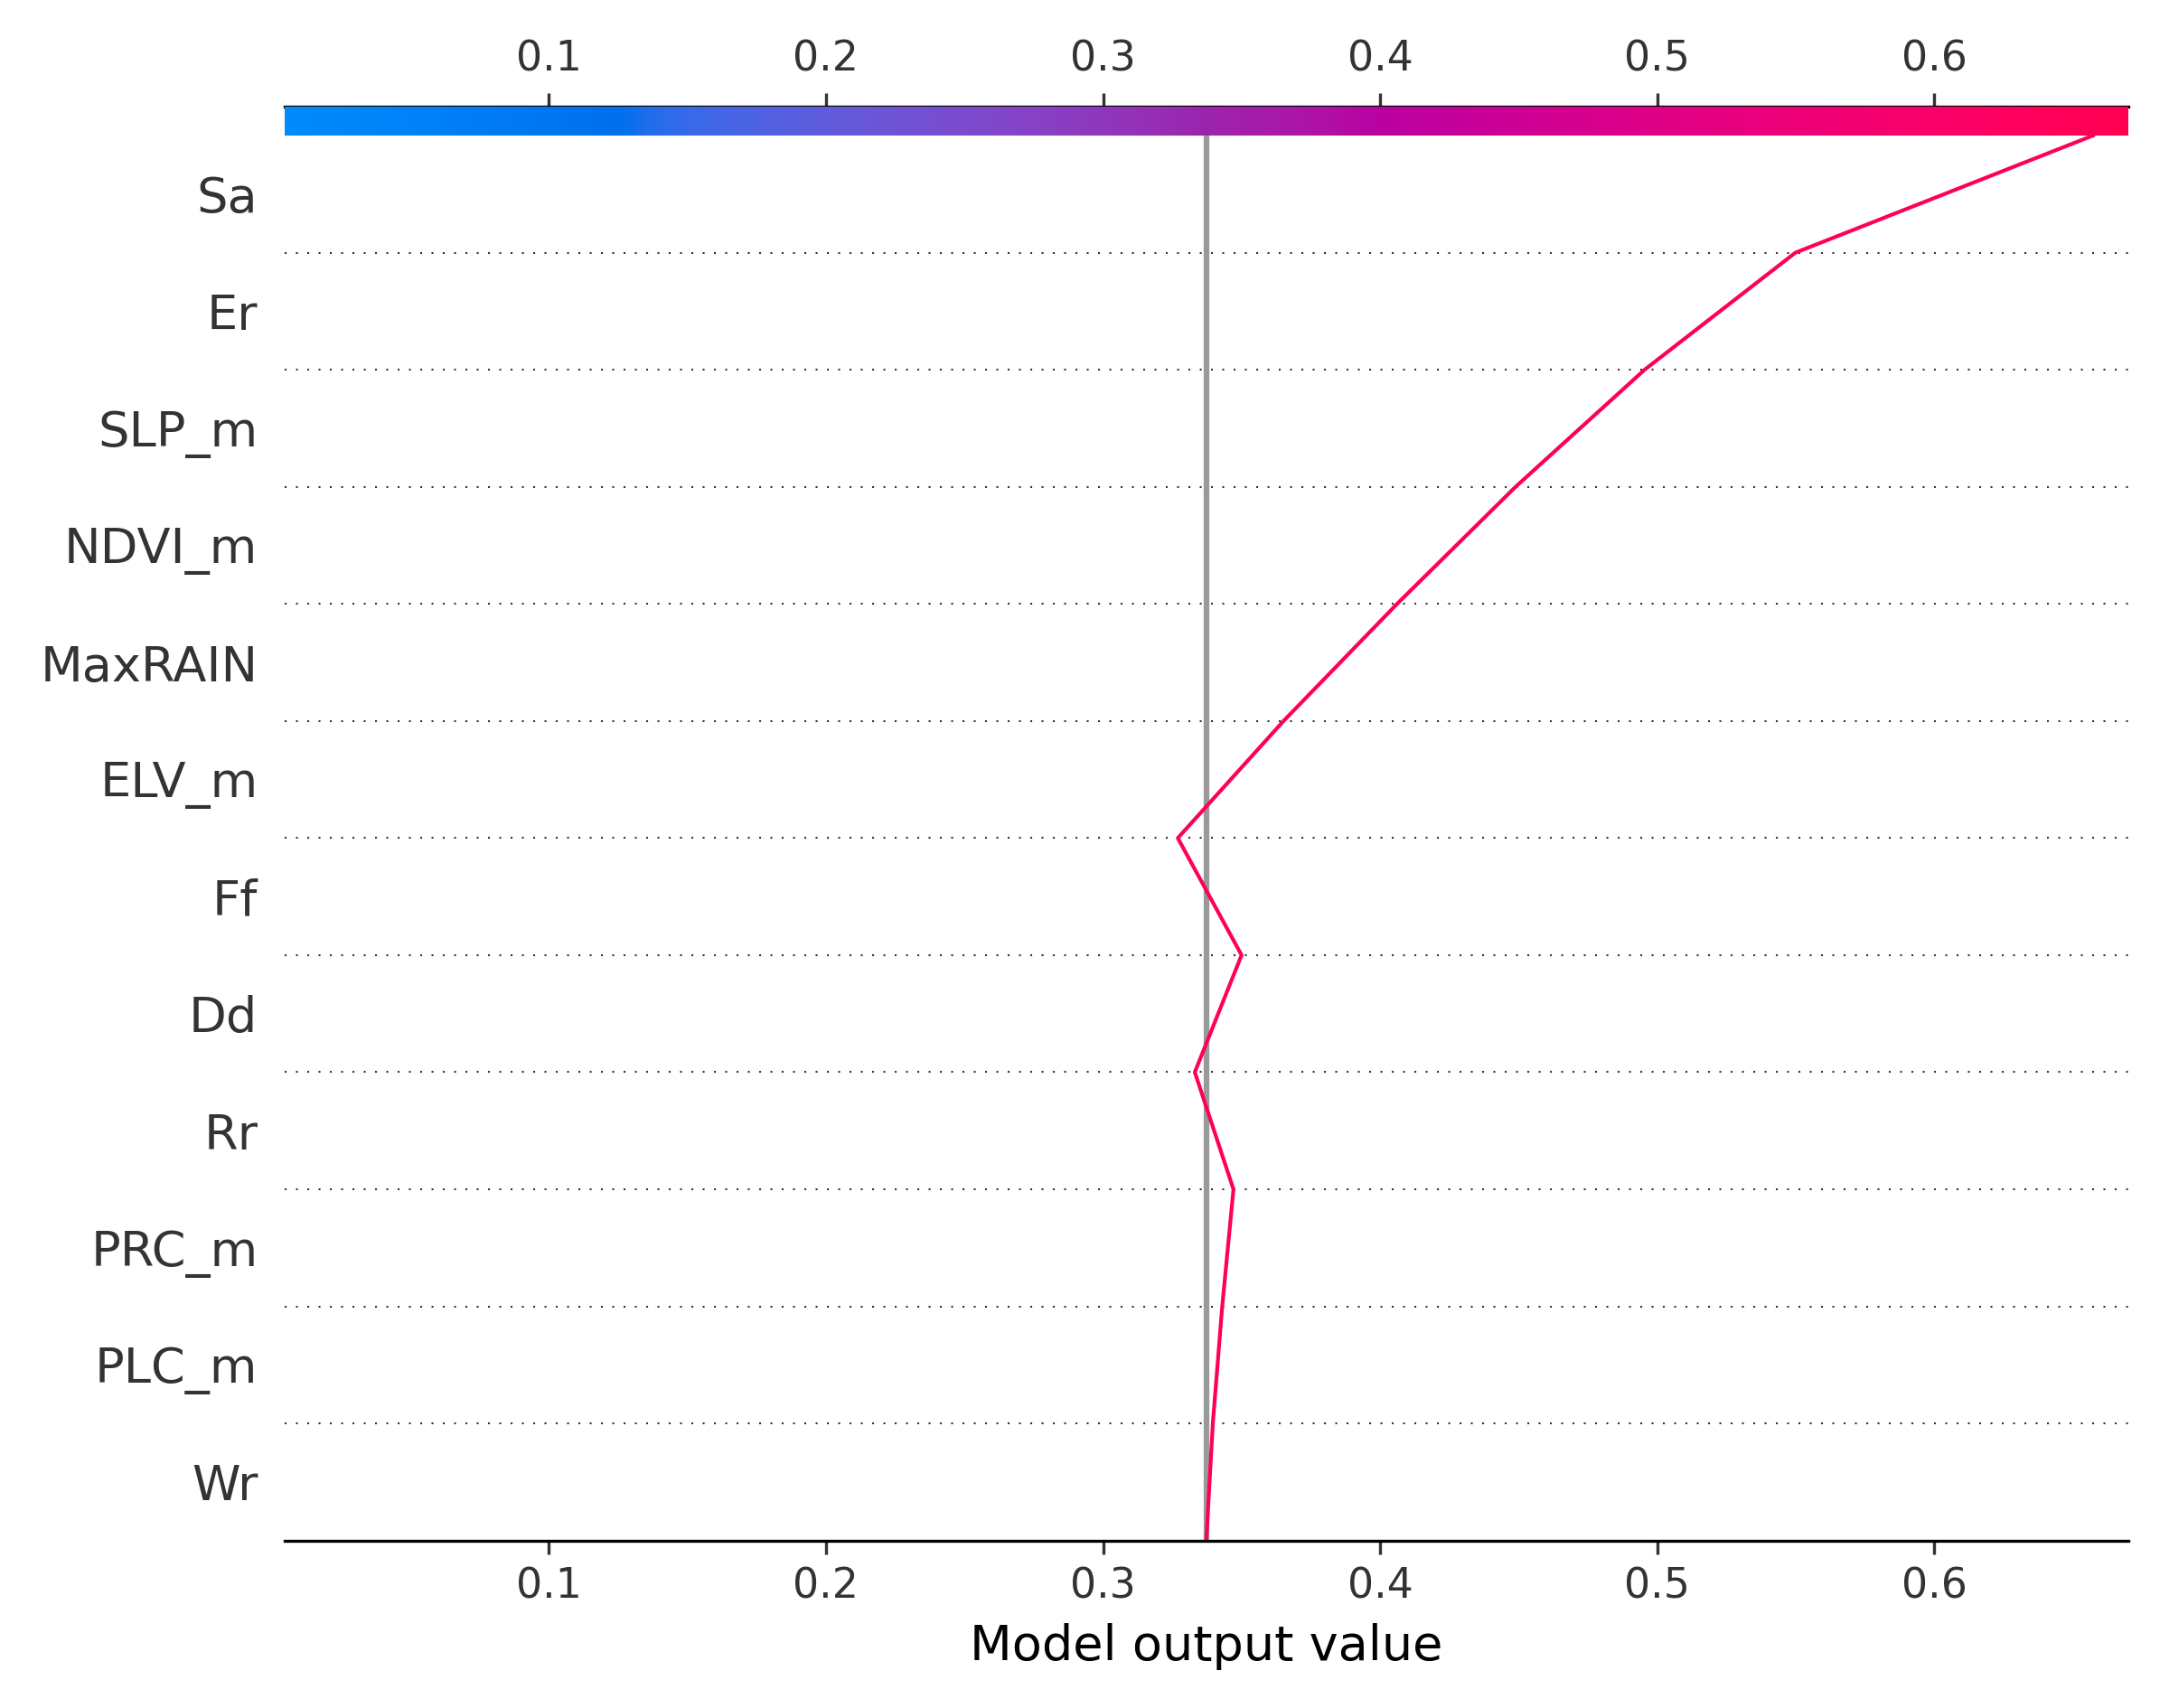 0.1 0.2 0.3 0.4 0.5 0.6
Sa
Er
SLP_m
NDVI_m
MaxRAIN
ELV_m
Ff
Dd
Rr
PRC_m
PLC_m
Wr
0.1 0.2 0.3 0.4 0.5 0.6
Model output value